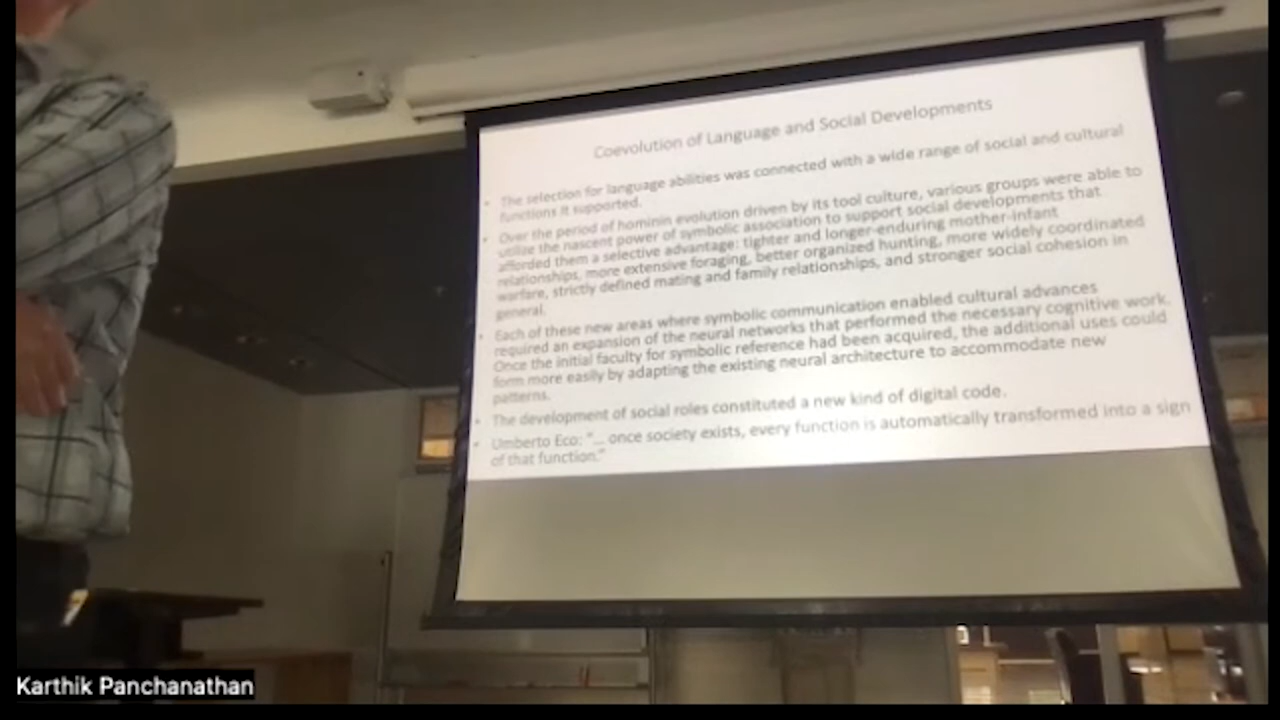 Coevolution of Language and Social Developments
• The selection for language abilities was connected with a wide range of social and cultural
functions it supported.
• Over the period of hominin evolution driven by its tool culture, various groups were able to
utilize the nascent power of symbolic association to support social developments that
afforded them a selective advantage: tighter and longer-enduring mother-infant
relationships, more extensive foraging, better organized hunting, more widely coordinated
warfare, strictly defined mating and family relationships, and stronger social cohesion in
general.
• Each of these new areas where symbolic communication enabled cultural advances
required an expansion of the neural networks that performed the necessary cognitive work.
Once the initial faculty for symbolic reference had been acquired, the additional uses could
form more easily by adapting the existing neural architecture to accommodate new
patterns.
• The development of social roles constituted a new kind of digital code.
• Umberto Eco: "... once society exists, every function is automatically transformed into a sign
of that function."
Karthik Panchanathan